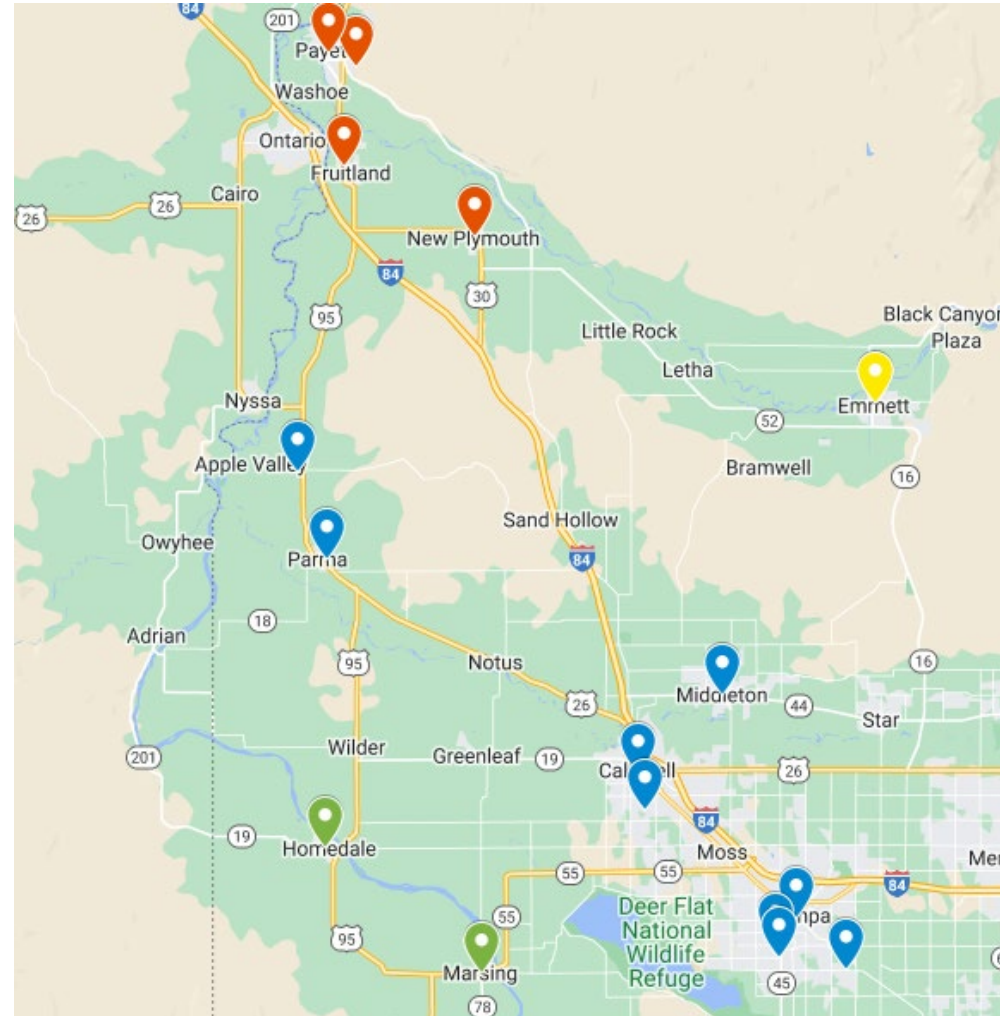 84
201
Payet
Washoe
Ontario
Fruitland
Cairo
26
26
New Plymouth
84
30
95
Black Canyon
Plaza
Little Rock
Letha
Nyssa
Emmett
52
Apple Valley
Bramwell
16
Sand Hollow
Owyhee
Parma
84
18
Adrian
95
Notus
16
Middleton
44
Star
26
201
Wilder
Greenleaf
19
26
84
19
Homedale
Moss
Mer
55
55
84
Deer Flat
National
Wildlife
Refuge
mpa
55
95
Marsing
45
78